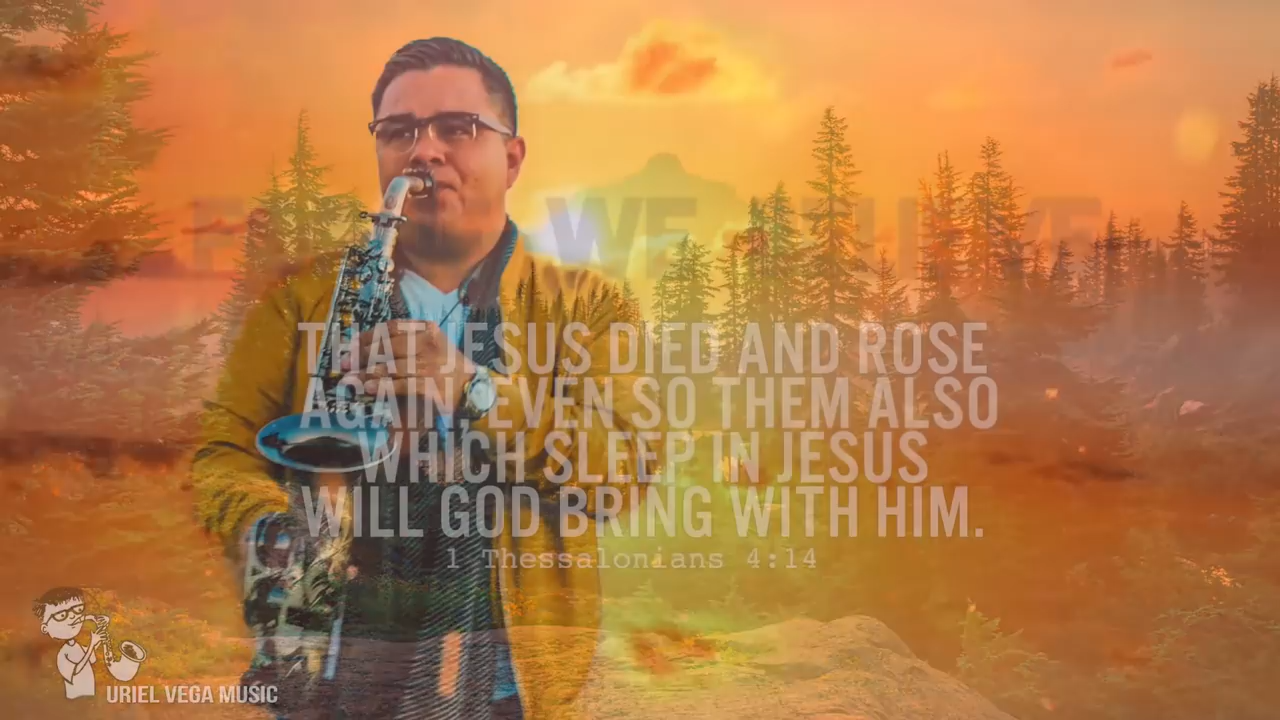 WE
THAT JESUS DIED AND ROSE
AGAIN, EVEN SO THEM ALSO
WHICH SLEEP IN JESUS
WILL GOD BRING WITH HIM.
1 Thessalonians 4:14
URIEL VEGA MUSIC